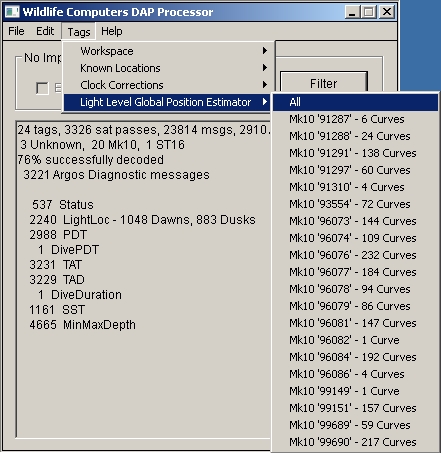 Wildlife Computers DAP Processor
File Edit Tags Help
No Imp
Filter
Workspace
Known Locations
Clock Corrections
Light Level Global Position Estimator
All
Mk10 '91287' - 6 Curves
Mk10 '91288' - 24 Curves
Mk10 '91291' - 138 Curves
Mk10 '91297' - 60 Curves
Mk10 '91310' - 4 Curves
Mk10 '93554' - 72 Curves
Mk10 '96073' - 144 Curves
Mk10 '96074' - 109 Curves
Mk10 '96076' - 232 Curves
Mk10 '96077' - 184 Curves
Mk10 '96078' - 94 Curves
Mk10 '96079' - 86 Curves
Mk10 '96081' - 147 Curves
Mk10 '96082' - 1 Curve
Mk10 '96084' - 192 Curves
Mk10 '96086' - 4 Curves
Mk10 '99149' - 1 Curve
Mk10 '99151' - 157 Curves
Mk10 '99689' - 59 Curves
Mk10 '99690' - 217 Curves
24 tags, 3326 sat passes, 23814 msgs, 2910.
3 Unknown, 20 Mk10, 1 ST16
76% successfully decoded
3221 Argos Diagnostic messages
537 Status
2240 LightLoc - 1048 Dawns, 883 Dusks
2988 PDT
1 DivePDT
3231 TAT
3229 TAD
1 DiveDuration
1161 SST
4665 MinMaxDepth